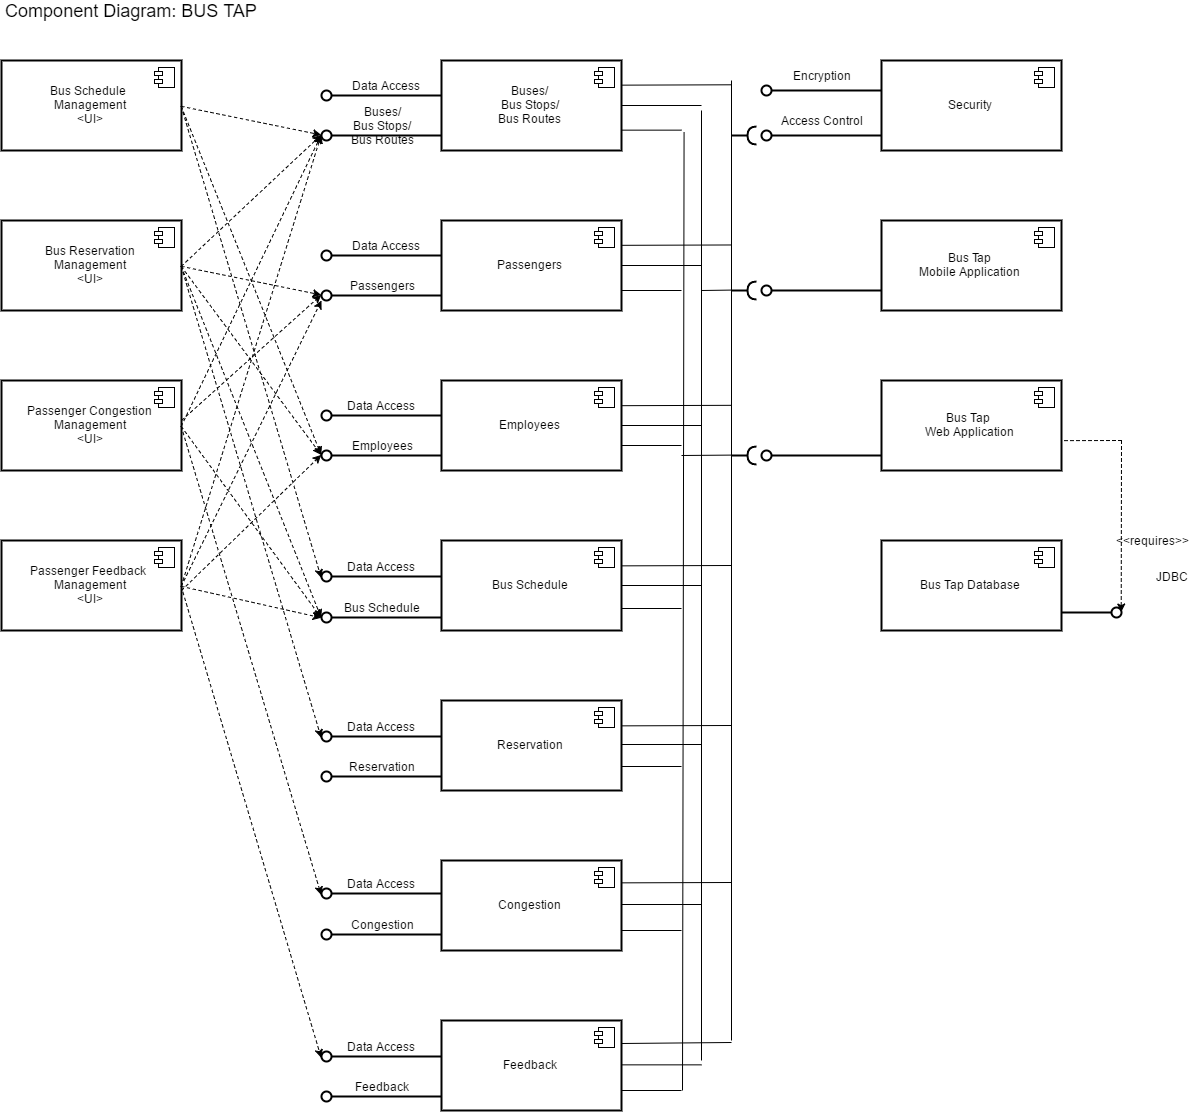 Component Diagram: BUS TAP
Bus Schedule
Management
<UI>
Data Access
Buses/
Bus Stops/
Bus Routes
Buses/
Bus Stops/
Bus Routes
Encryption
Access Control
Security
Bus Reservation
Management
<UI>
Data Access
Passengers
Passengers
Bus Tap
Mobile Application
Passenger Congestion
Management
<UI>
Data Access
Employees
Employees
Bus Tap
Web Application
Passenger Feedback
Management
<UI>
Data Access
Bus Schedule
Bus Schedule
Bus Tap Database
<<requires>>
JDBC
Data Access
Reservation
Reservation
Data Access
Congestion
Congestion
Data Access
Feedback
Feedback